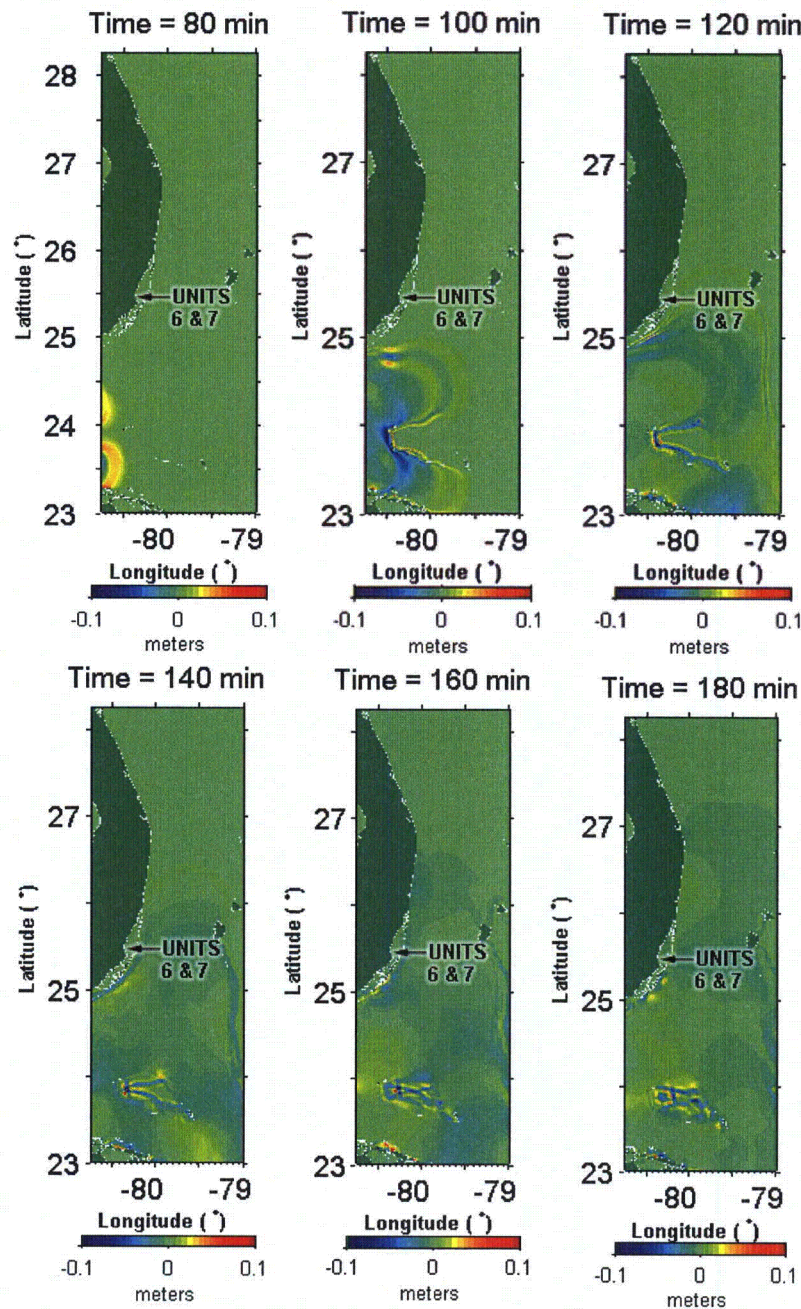 Time = 80 min
28
27
26
25
24
23
Latitude (°)
UNITS
6 & 7
-80
-79
Longitude (°)
-0.1
0
0.1
meters
Time = 100 min
27
25
23
Latitude (°)
UNITS
6 & 7
-80
-79
Longitude (°)
-0.1
0
0.1
meters
Time = 120 min
27
25
23
Latitude (°)
UNITS
6 & 7
-80
-79
Longitude (°)
-0.1
0
0.1
meters
Time = 140 min
27
25
23
Latitude (°)
UNITS
6 & 7
-80
-79
Longitude (°)
-0.1
0
0.1
meters
Time = 160 min
27
25
23
Latitude (°)
UNITS
6 & 7
-80
-79
Longitude (°)
-0.1
0
0.1
meters
Time = 180 min
27
25
23
Latitude (°)
UNITS
6 & 7
-80
-79
Longitude (°)
-0.1
0
0.1
meters